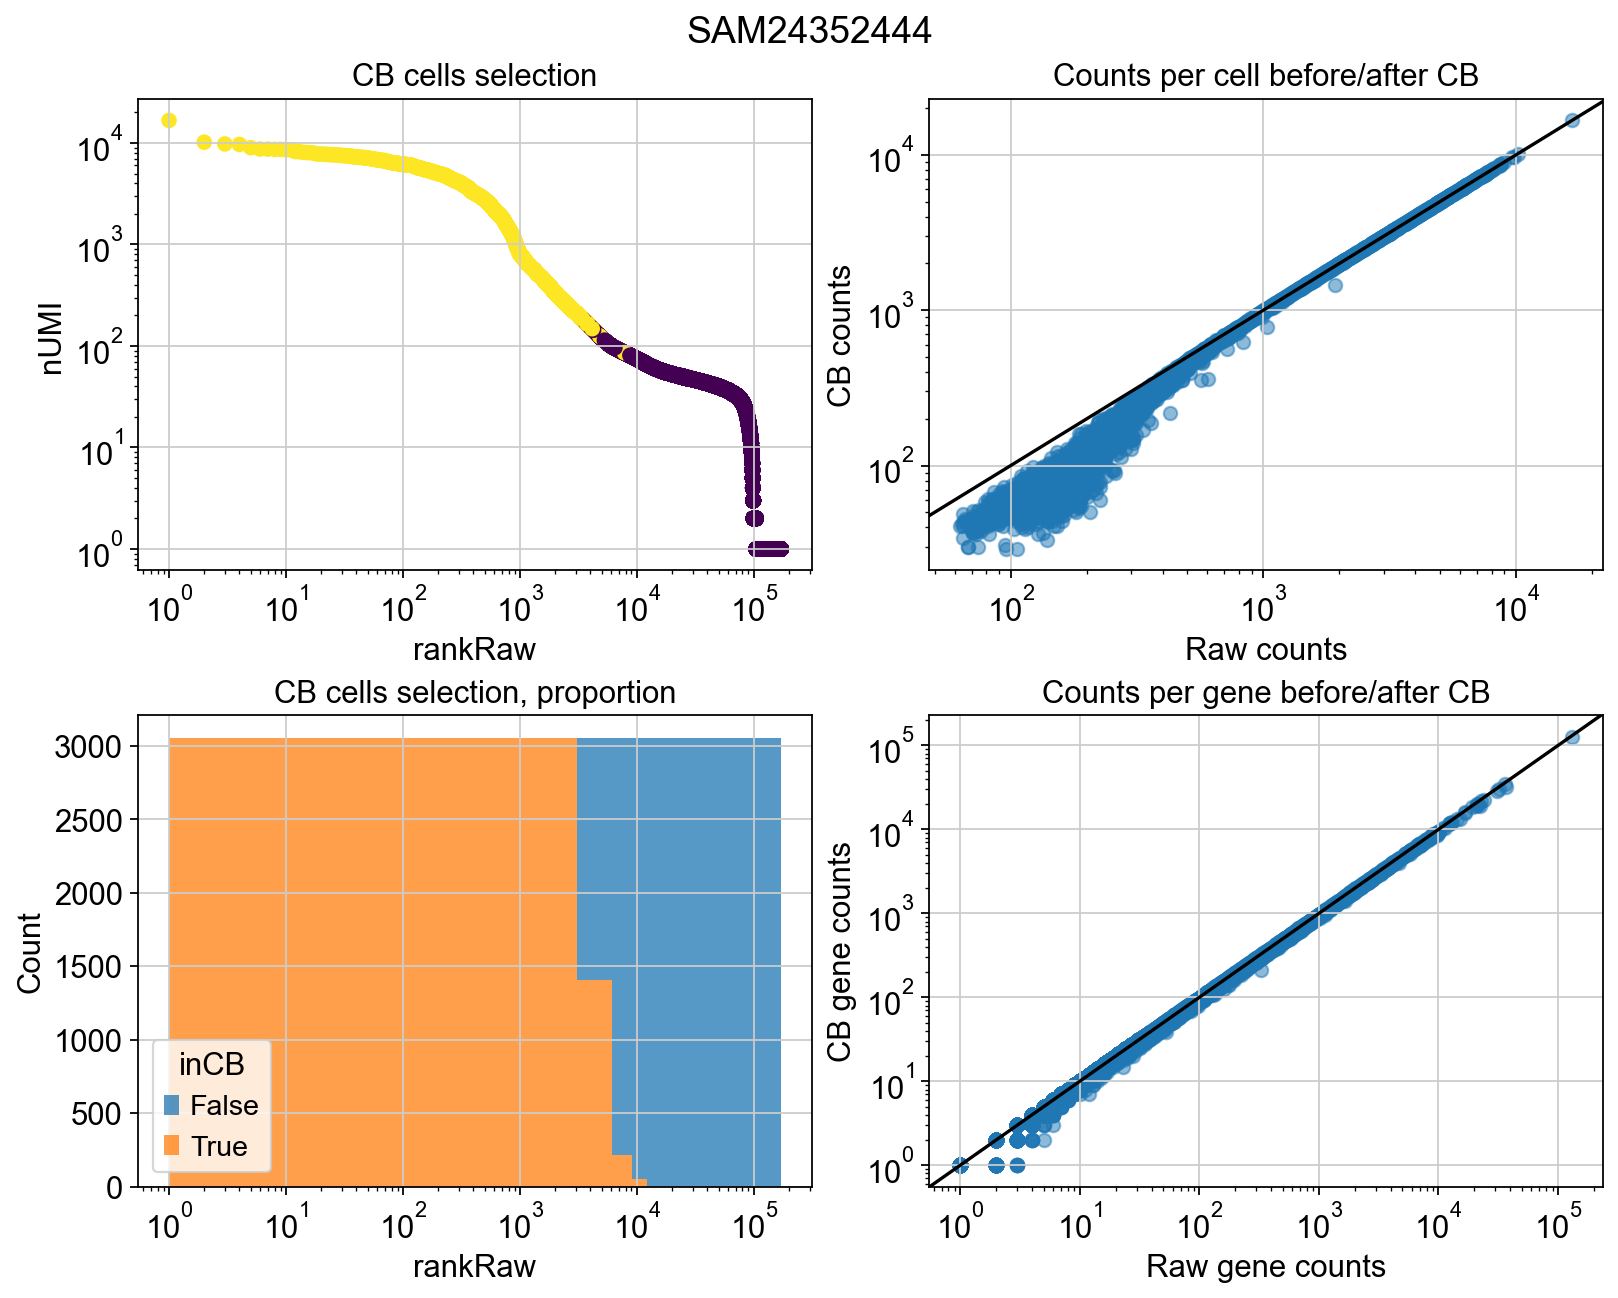 SAM24352444
CB cells selection
nUMI
10^4
10^3
10^2
10^1
10^0
10^0 10^1 10^2 10^3 10^4 10^5
rankRaw
Counts per cell before/after CB
CB counts
10^4
10^3
10^2
10^2 10^3 10^4
Raw counts
CB cells selection, proportion
Count
3000
2500
2000
1500
1000
500
0
inCB
False
True
10^0 10^1 10^2 10^3 10^4 10^5
rankRaw
Counts per gene before/after CB
CB gene counts
10^5
10^4
10^3
10^2
10^1
10^0
10^0 10^1 10^2 10^3 10^4 10^5
Raw gene counts